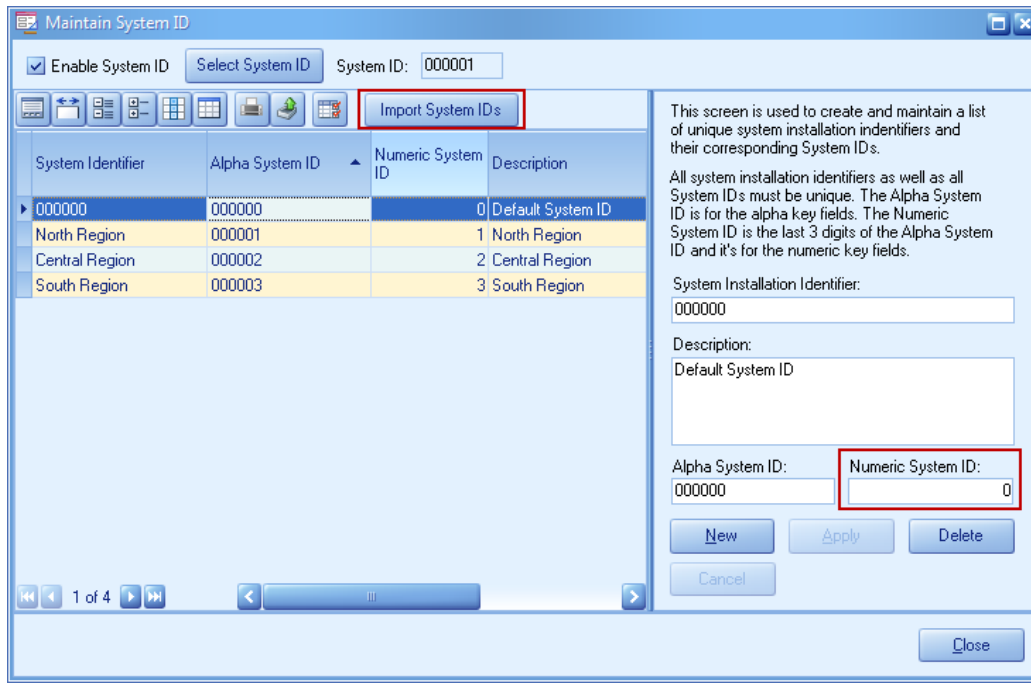 Maintain System ID
Enable System ID Select System ID System ID: 000001
Import System IDs
System Identifier Alpha System ID Numeric System ID Description
000000 000000 0 Default System ID
North Region 000001 1 North Region
Central Region 000002 2 Central Region
South Region 000003 3 South Region
1 of 4
This screen is used to create and maintain a list
of unique system installation indentifiers and
their corresponding System IDs.
All system installation identifiers as well as all
System IDs must be unique. The Alpha System
ID is for the alpha key fields. The Numeric
System ID is the last 3 digits of the Alpha System
ID and it's for the numeric key fields.
System Installation Identifier:
000000
Description:
Default System ID
Alpha System ID: Numeric System ID:
000000 0
New Apply Delete
Cancel
Close